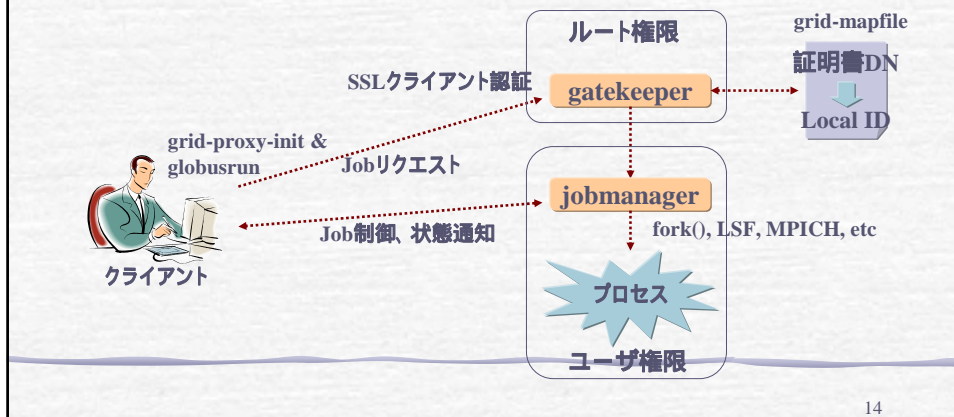 ルート権限
grid-mapfile
証明書DN
Local ID
SSLクライアント認証
gatekeeper
grid-proxy-init &
globusrun
Jobリクエスト
jobmanager
Job制御、状態通知
fork(), LSF, MPICH, etc
クライアント
プロセス
ユーザ権限
14